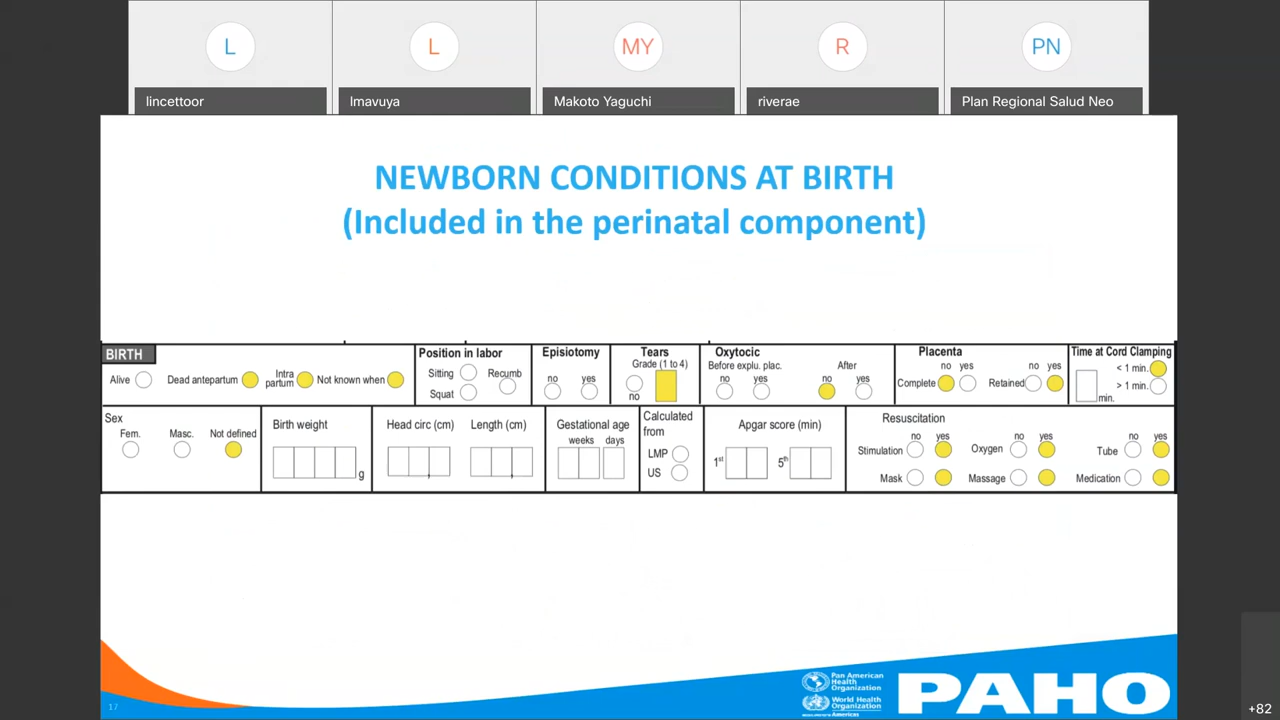 L
L
MY
R
PN
lincettoor
lmavuya
Makoto Yaguchi
riverae
Plan Regional Salud Neo
NEWBORN CONDITIONS AT BIRTH
(Included in the perinatal component)
BIRTH
Alive
Dead antepartum
Intra
partum
Not known when
Position in labor
Sitting
Recumb
Squat
Episiotomy
no yes
Tears
Grade (1 to 4)
no
Oxytocic
Before explu. plac.
After
no yes
no yes
Placenta
no yes
no yes
Complete
Retained
Time at Cord Clamping
< 1 min.
> 1 min.
min.
Sex
Fem.
Masc.
Not defined
Birth weight
g
Head circ (cm)
,
Length (cm)
,
Gestational age
weeks days
Calculated
from
LMP
US
Apgar score (min)
1st
5th
Resuscitation
no yes
no yes
no yes
Stimulation
Oxygen
Tube
Mask
Massage
Medication
17
Pan American
Health
Organization
World Health
Organization
Americas
PAHO
+82